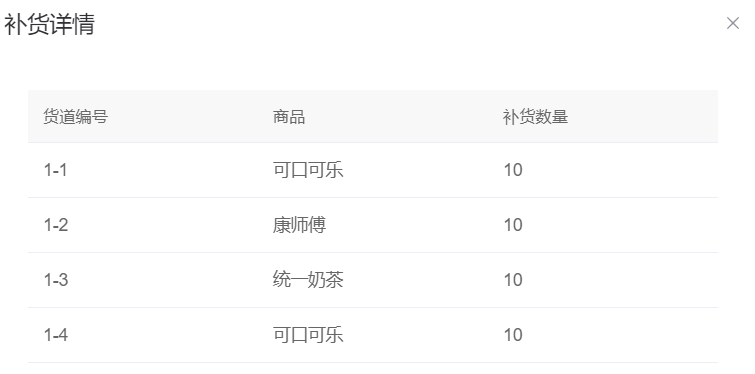 补货详情
货道编号 商品 补货数量
1-1 可口可乐 10
1-2 康师傅 10
1-3 统一奶茶 10
1-4 可口可乐 10